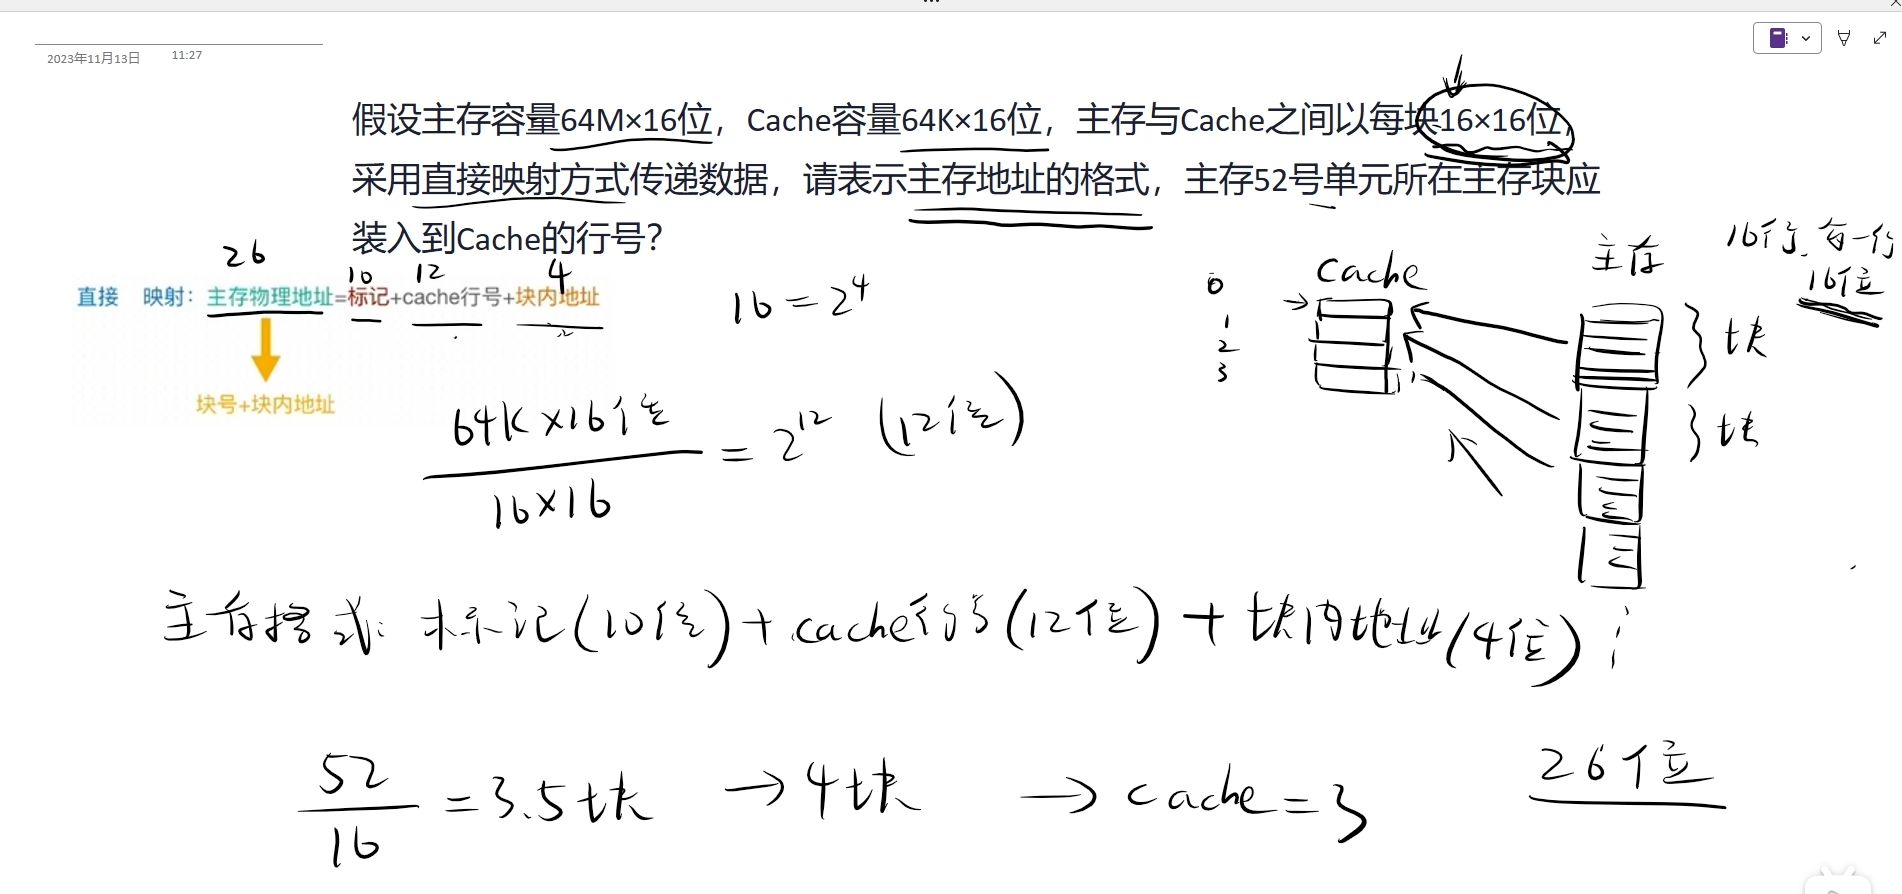 2023年11月13日 11:27
假设主存容量64M×16位，Cache容量64K×16位，主存与Cache之间以每块16×16位，
采用直接映射方式传递数据，请表示主存地址的格式，主存52号单元所在主存块应
装入到Cache的行号？
26
10 12 4
直接 映射：主存物理地址=标记+cache行号+块内地址
块号+块内地址
16=2^4
64K×16位
16×16
=2^12 (12位)
0
1
2
3
Cache
主存
16行，每一行
16位
块
块
主存格式：标记(10位)+cache行号(12位)+块内地址(4位)
52
16
=3.5块 →4块 →cache=3
26位